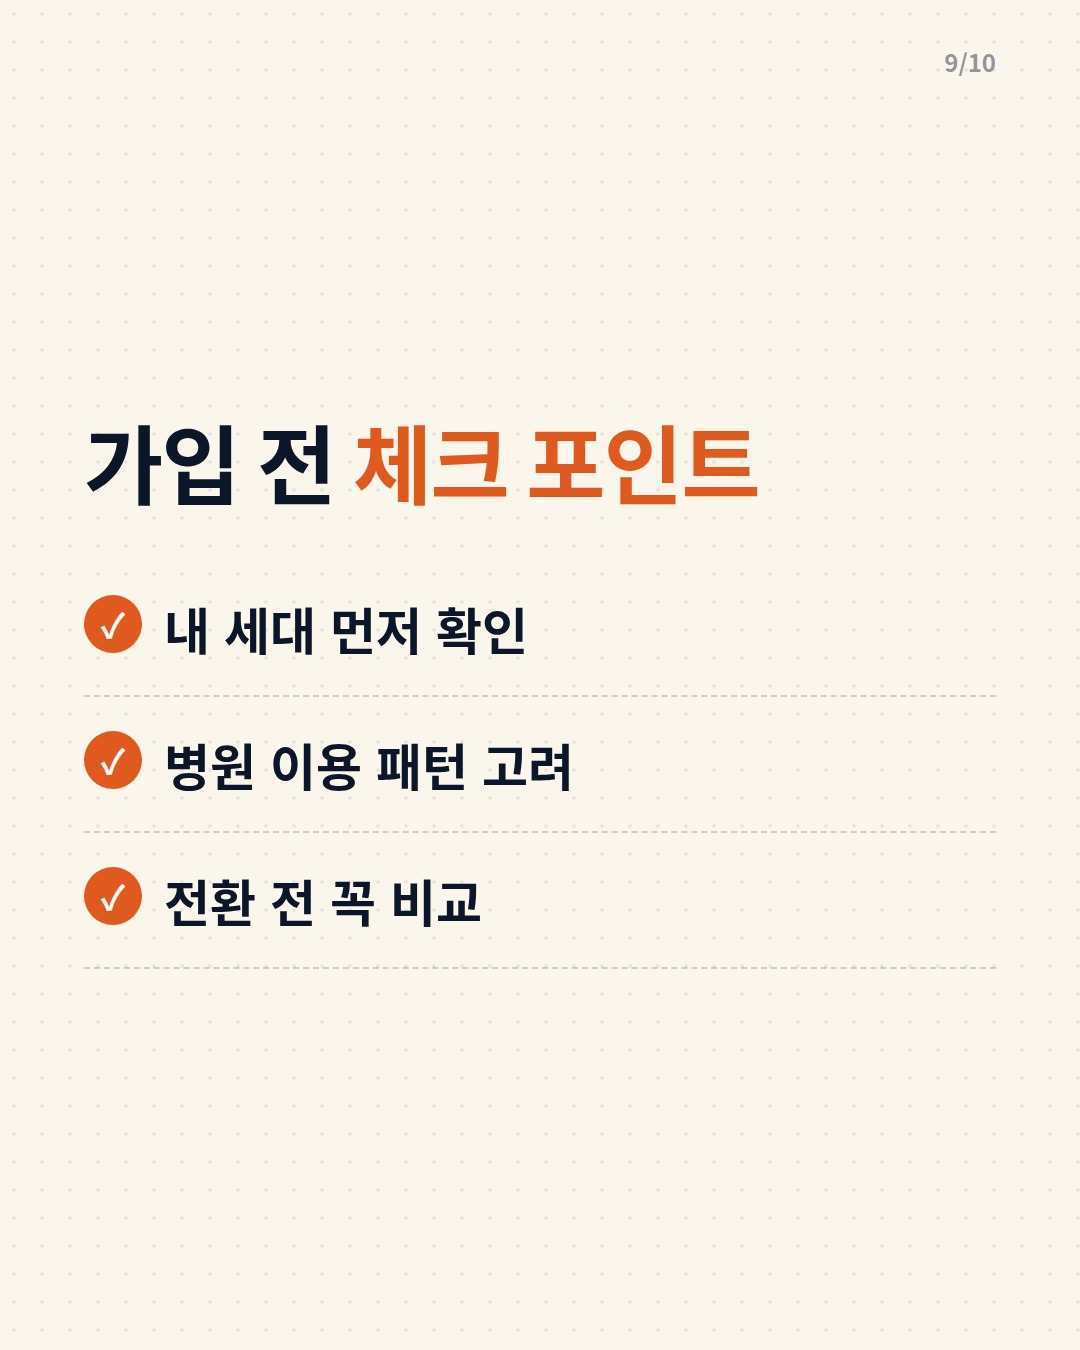 9/10
가입 전 체크 포인트
✓ 내 세대 먼저 확인
✓ 병원 이용 패턴 고려
✓ 전환 전 꼭 비교